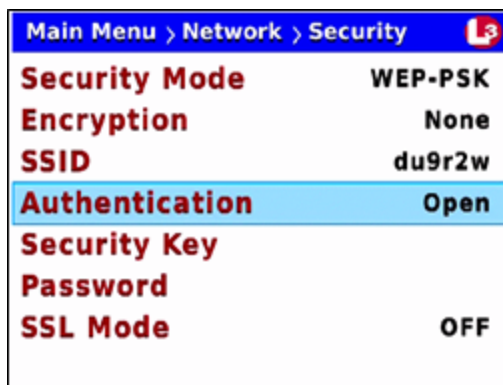 Main Menu > Network > Security L3
Security Mode WEP-PSK
Encryption None
SSID du9r2w
Authentication Open
Security Key
Password
SSL Mode OFF